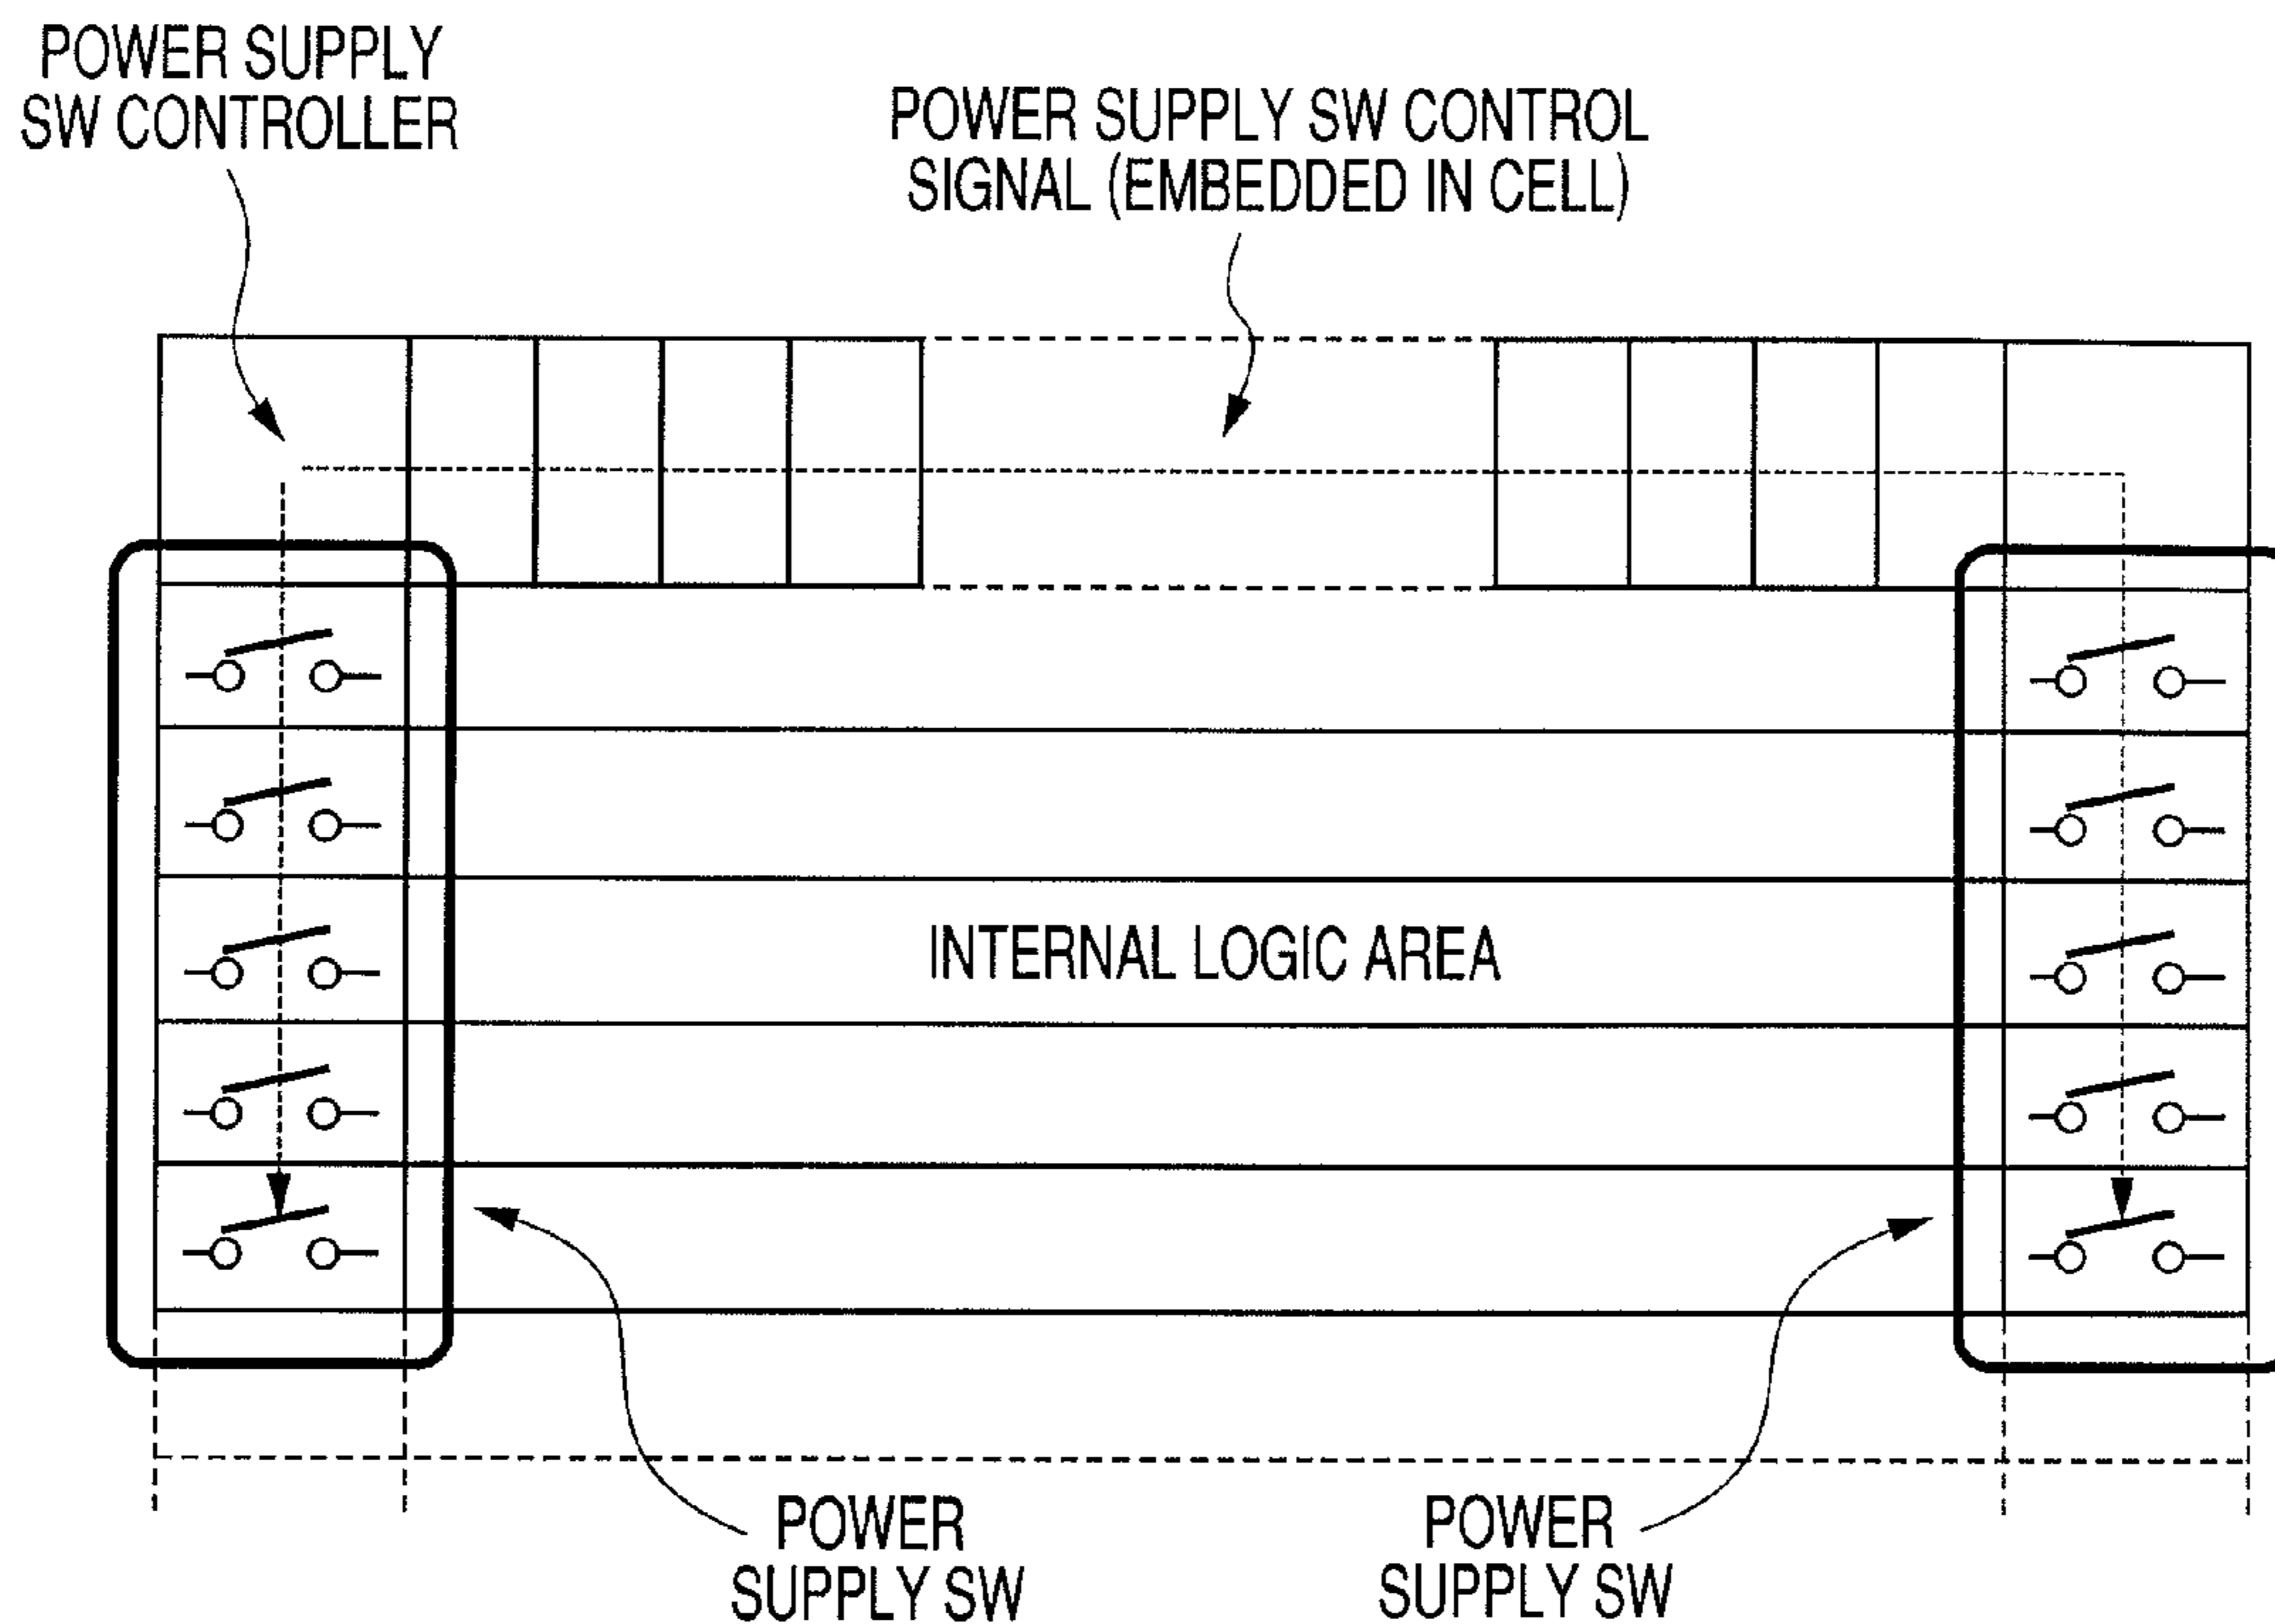 POWER SUPPLY
SW CONTROLLER
POWER SUPPLY SW CONTROL
SIGNAL (EMBEDDED IN CELL)
INTERNAL LOGIC AREA
POWER
SUPPLY SW
POWER
SUPPLY SW